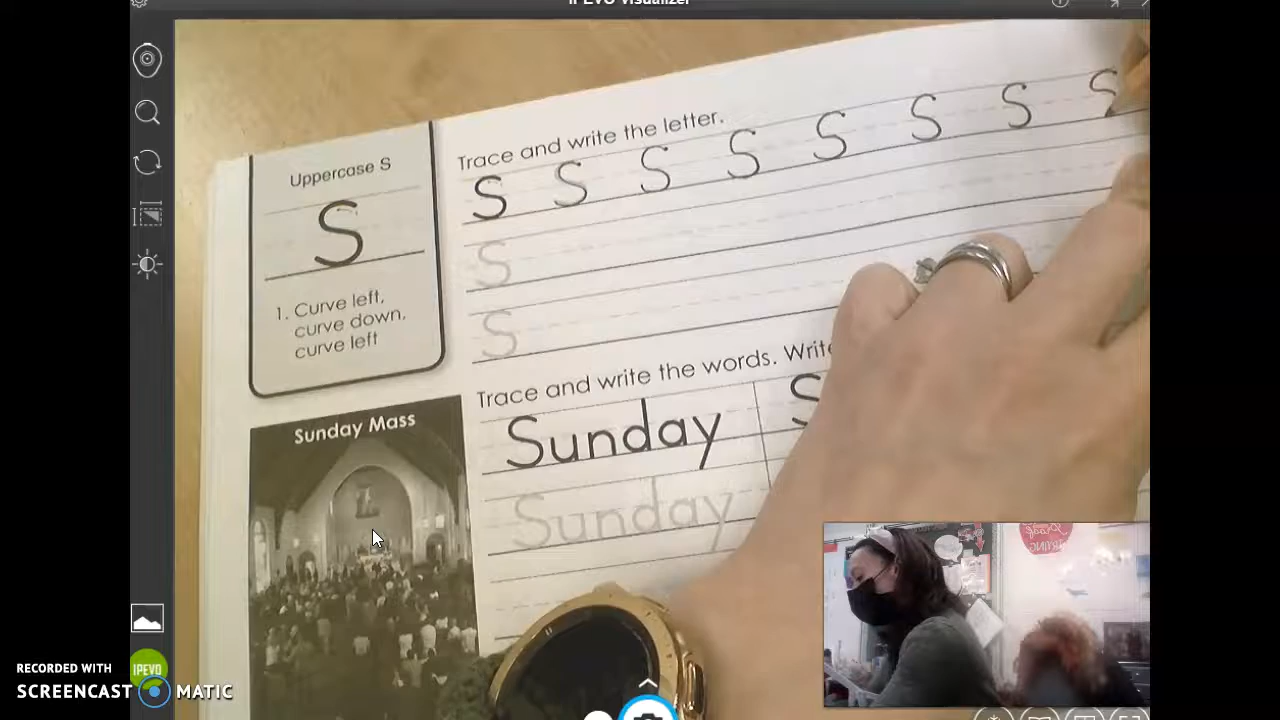 IPEVO Visualizer
Uppercase S
S
1. Curve left,
curve down,
curve left
Trace and write the letter.
S S S S S S S S
S
S
Trace and write the words. Write
Sunday S
Sunday
Sunday Mass
RECORDED WITH
SCREENCAST MATIC
IPEVO